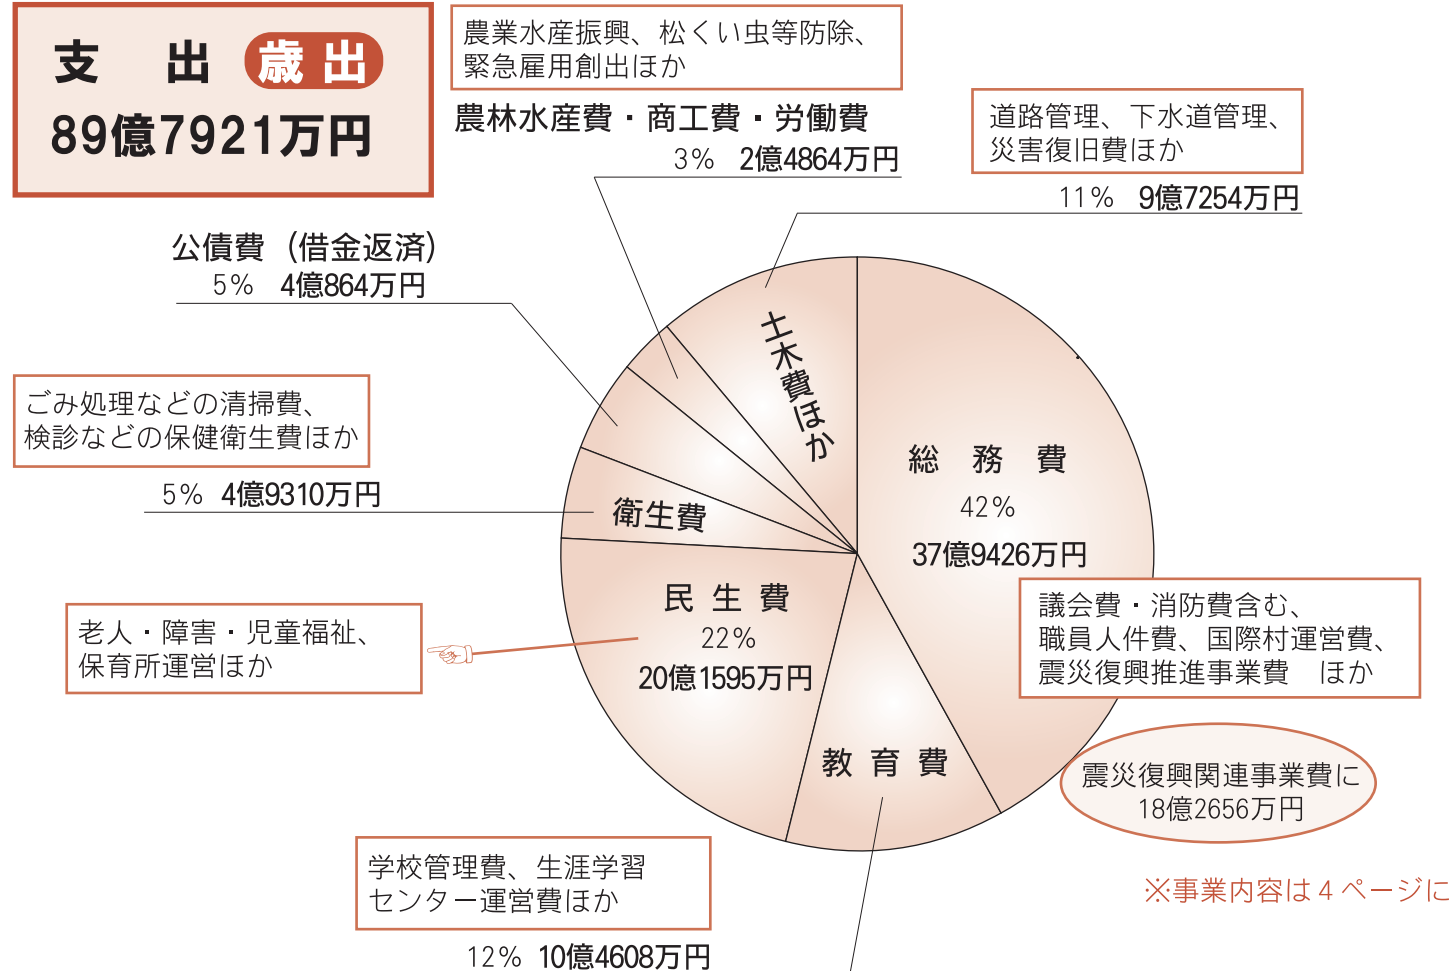 支 出 歳出
89億7921万円
農業水産振興、松くい虫等防除、
緊急雇用創出ほか
農林水産費・商工費・労働費
3% 2億4864万円
道路管理、下水道管理、
災害復旧費ほか
11% 9億7254万円
公債費（借金返済）
5% 4億864万円
土木費ほか
ごみ処理などの清掃費、
検診などの保健衛生費ほか
5% 4億9310万円
衛生費
総務費
42%
37億9426万円
議会費・消防費含む、
職員人件費、国際村運営費、
震災復興推進事業費 ほか
民生費
22%
20億1595万円
老人・障害・児童福祉、
保育所運営ほか
震災復興関連事業費に
18億2656万円
教育費
学校管理費、生涯学習
センター運営費ほか
12% 10億4608万円
※事業内容は4ページに